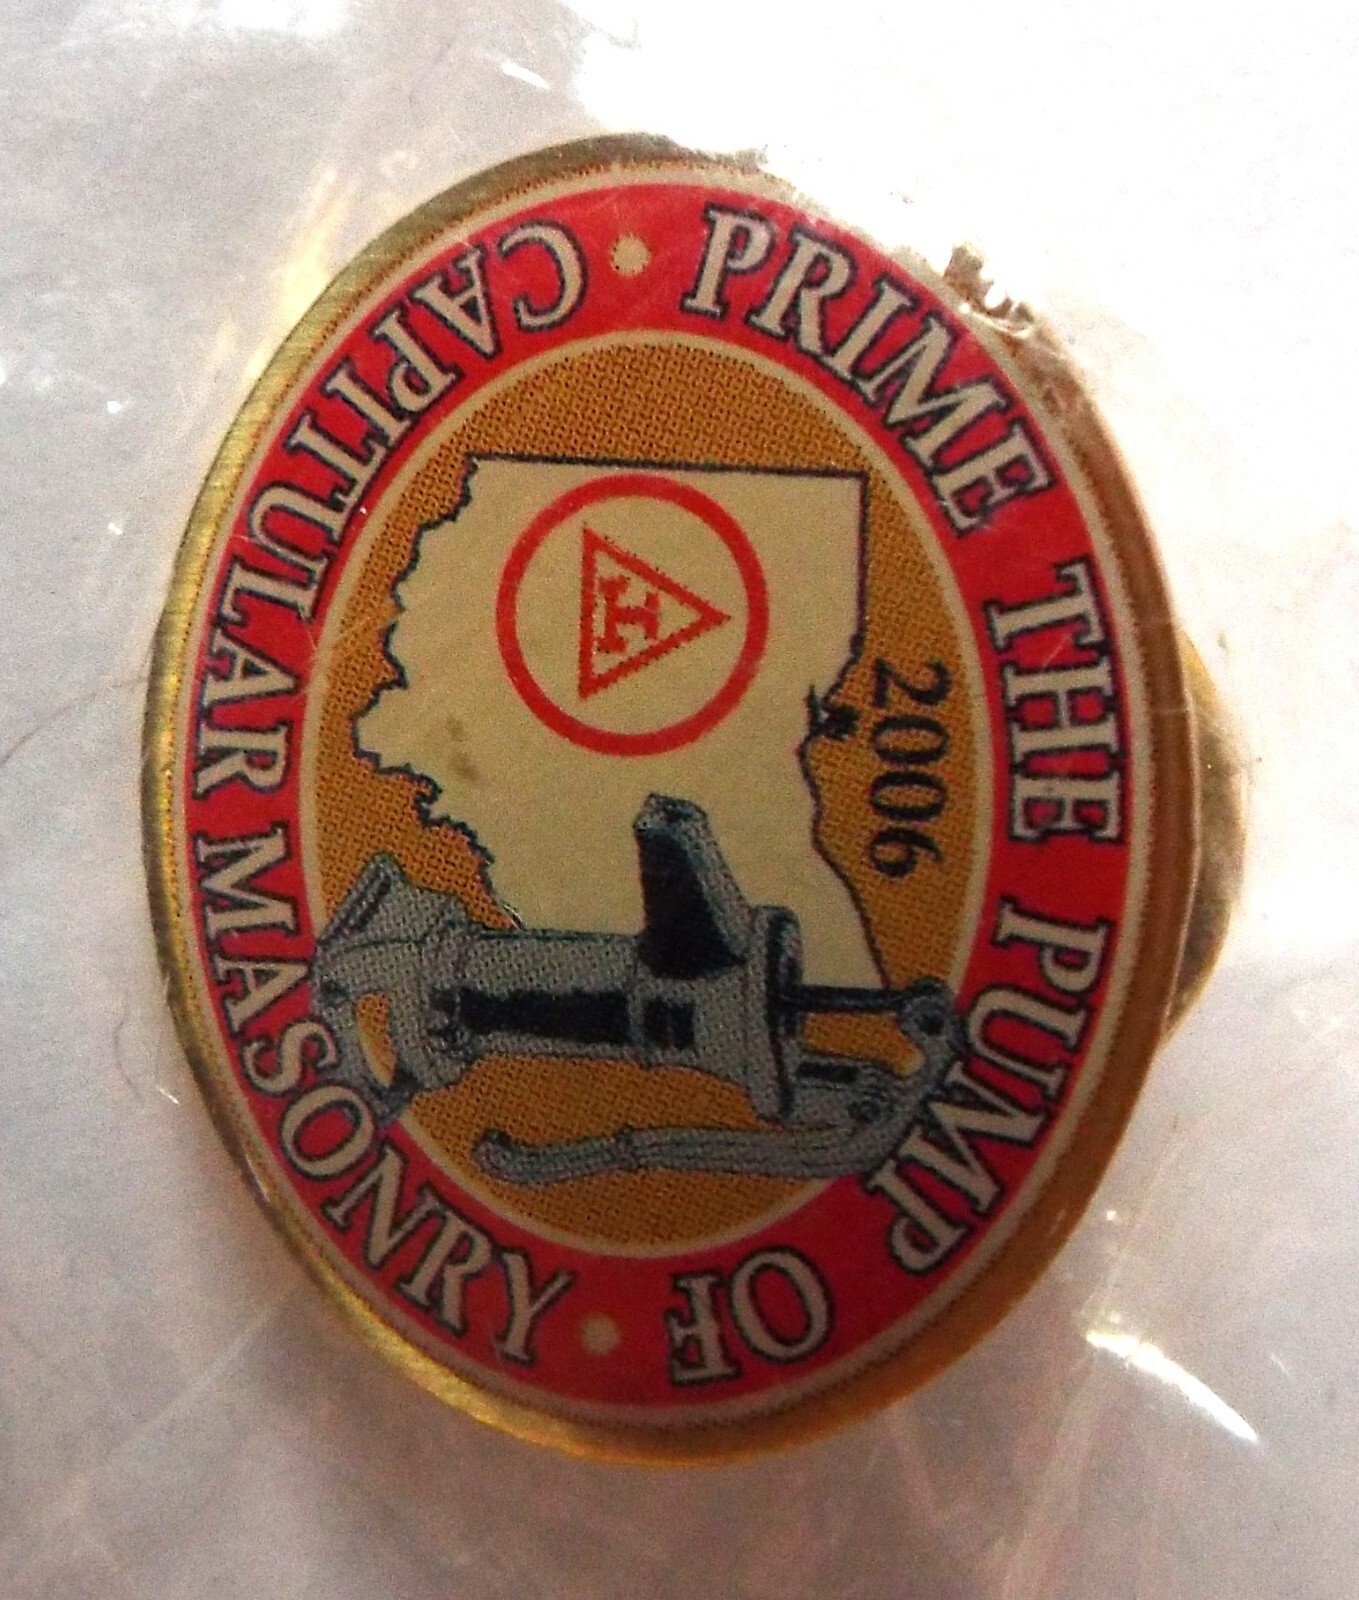 PRIME THE PUMP OF
• CAPITULAR MASONRY •
2006
H
T